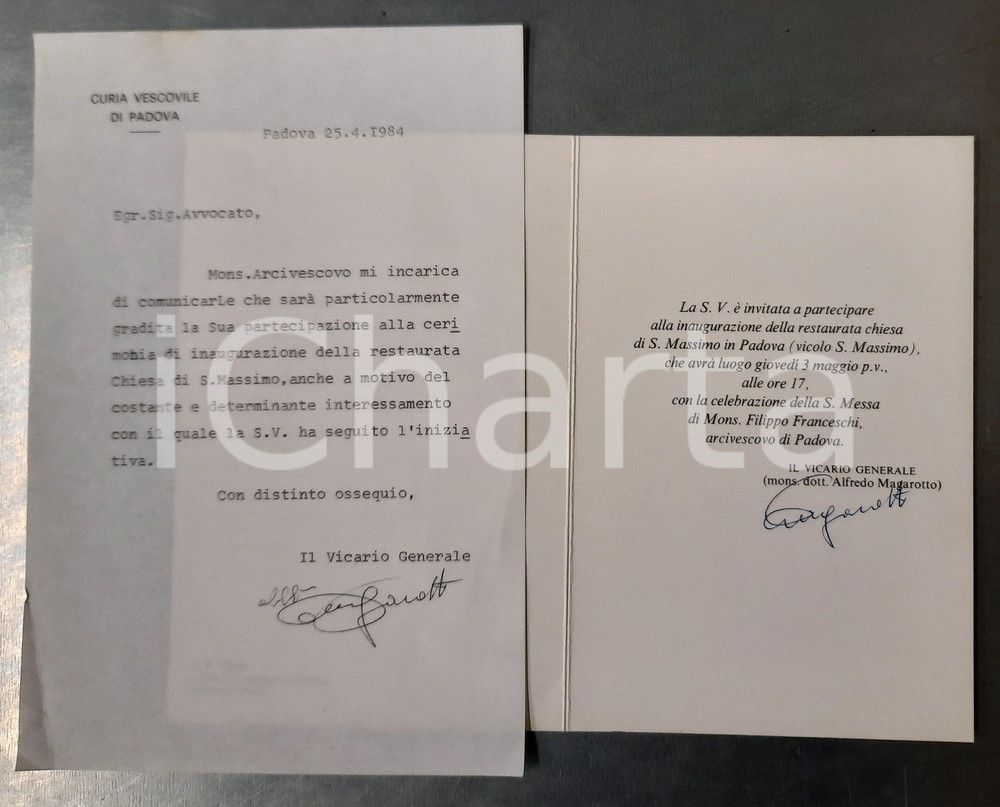 CURIA VESCOVILE
DI PADOVA
Padova 25.4.I984
Egr.Sig.Avvocato,
Mons.Arcivescovo mi incarica
di comunicarLe che sarà particolarmente
gradita la Sua partecipazione alla ceri
monia di inaugurazione della restaurata
Chiesa di S.Massimo,anche a motivo del
costante e determinante interessamento
con il quale la S.V. ha seguito l'inizia
tiva.
Con distinto ossequio,
Il Vicario Generale
La S. V. è invitata a partecipare
alla inaugurazione della restaurata chiesa
di S. Massimo in Padova (vicolo S. Massimo),
che avrà luogo giovedì 3 maggio p.v.,
alle ore 17,
con la celebrazione della S. Messa
di Mons. Filippo Franceschi,
arcivescovo di Padova.
IL VICARIO GENERALE
(mons. dott. Alfredo Magarotto)
Magarotto
iCharta